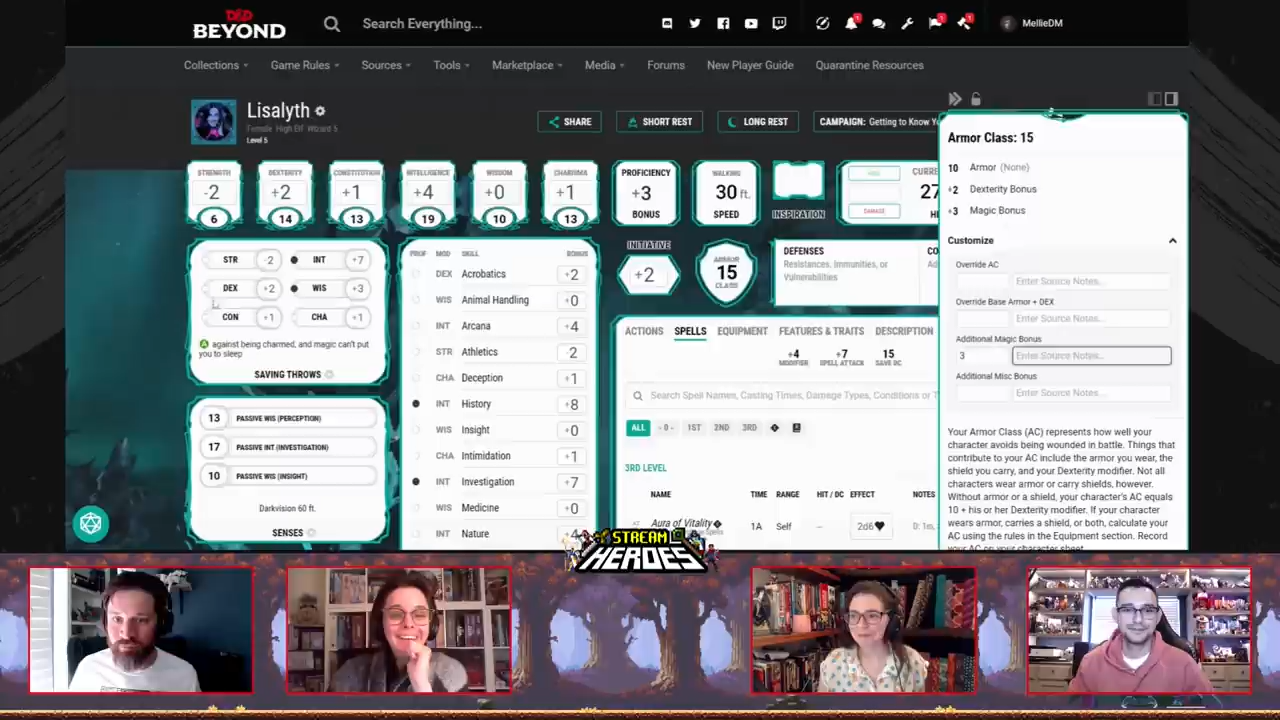 D&D
BEYOND
Search Everything...
MellieDM
Collections
Game Rules
Sources
Tools
Marketplace
Media
Forums
New Player Guide
Quarantine Resources
Lisalyth
Female High Elf Wizard 5
Level 5
SHARE
SHORT REST
LONG REST
CAMPAIGN: Getting to Know Y
STRENGTH
-2
6
DEXTERITY
+2
14
CONSTITUTION
+1
13
INTELLIGENCE
+4
19
WISDOM
+0
10
CHARISMA
+1
13
PROFICIENCY
+3
BONUS
WALKING
30 ft.
SPEED
INSPIRATION
HEAL
DAMAGE
CURRE
27
STR -2
INT +7
DEX +2
WIS +3
CON +1
CHA +1
against being charmed, and magic can't put
you to sleep
SAVING THROWS
13 PASSIVE WIS (PERCEPTION)
17 PASSIVE INT (INVESTIGATION)
10 PASSIVE WIS (INSIGHT)
Darkvision 60 ft.
SENSES
PROF MOD SKILL BONUS
DEX Acrobatics +2
WIS Animal Handling +0
INT Arcana +4
STR Athletics -2
CHA Deception +1
INT History +8
WIS Insight +0
CHA Intimidation +1
INT Investigation +7
WIS Medicine +0
INT Nature +4
INITIATIVE
+2
ARMOR
15
CLASS
DEFENSES
Resistances, Immunities, or
Vulnerabilities
CO
ACTIONS
SPELLS
EQUIPMENT
FEATURES & TRAITS
DESCRIPTION
+4
MODIFIER
+7
SPELL ATTACK
15
SAVE DC
Search Spell Names, Casting Times, Damage Types, Conditions or T
ALL
- 0 -
1ST
2ND
3RD
3RD LEVEL
NAME TIME RANGE HIT / DC EFFECT NOTES
Aura of Vitality 1A Self -- 2d6 D: 1m,
Armor Class: 15
10 Armor (None)
+2 Dexterity Bonus
+3 Magic Bonus
Customize
Override AC
Enter Source Notes...
Override Base Armor + DEX
Enter Source Notes...
Additional Magic Bonus
3 Enter Source Notes...
Additional Misc Bonus
Enter Source Notes...
Your Armor Class (AC) represents how well your
character avoids being wounded in battle. Things that
contribute to your AC include the armor you wear, the
shield you carry, and your Dexterity modifier. Not all
characters wear armor or carry shields, however.
Without armor or a shield, your character's AC equals
10 + his or her Dexterity modifier. If your character
wears armor, carries a shield, or both, calculate your
AC using the rules in the Equipment section. Record
your AC on your character sheet.
STREAM
HEROES